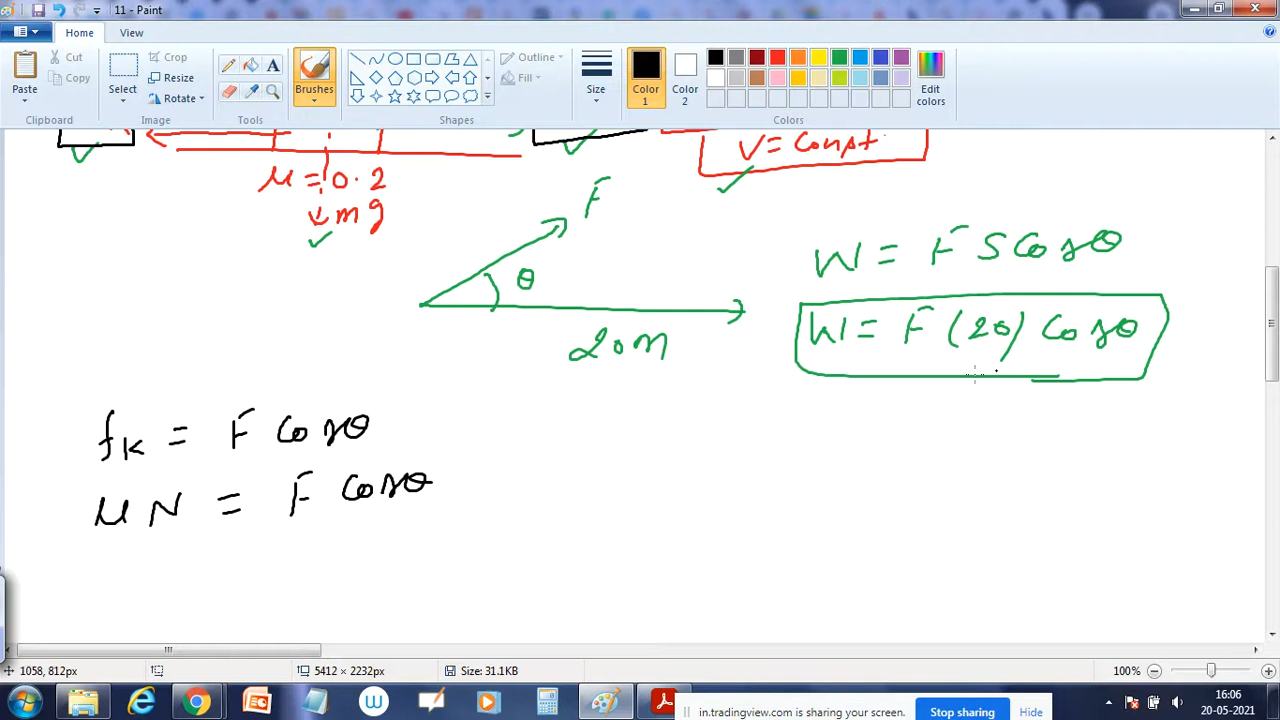 11 - Paint
Home View
Paste
Cut
Copy
Clipboard
Select
Crop
Resize
Rotate
Image
Tools
Brushes
Shapes
Outline
Fill
Size
Color 1
Color 2
Edit colors
Colors
V = Const
μ = 0.2
mg
F
θ
20m
W = F S Cosθ
W = F (20) Cosθ
fK = F Cosθ
μ N = F Cosθ
1058, 812px
5412 × 2232px
Size: 31.1KB
100%
in.tradingview.com is sharing your screen.
Stop sharing
Hide
16:06
20-05-2021